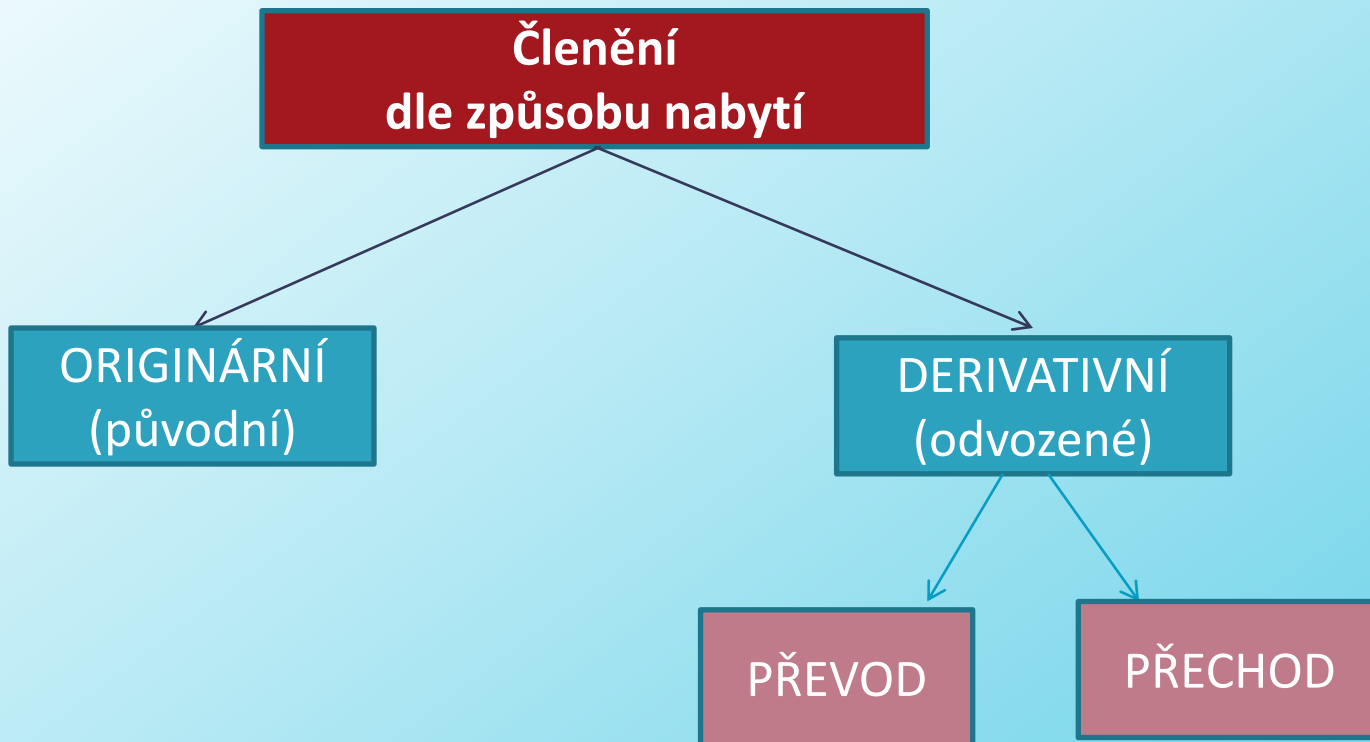 Členění
dle způsobu nabytí
ORIGINÁRNÍ
(původní)
DERIVATIVNÍ
(odvozené)
PŘEVOD
PŘECHOD